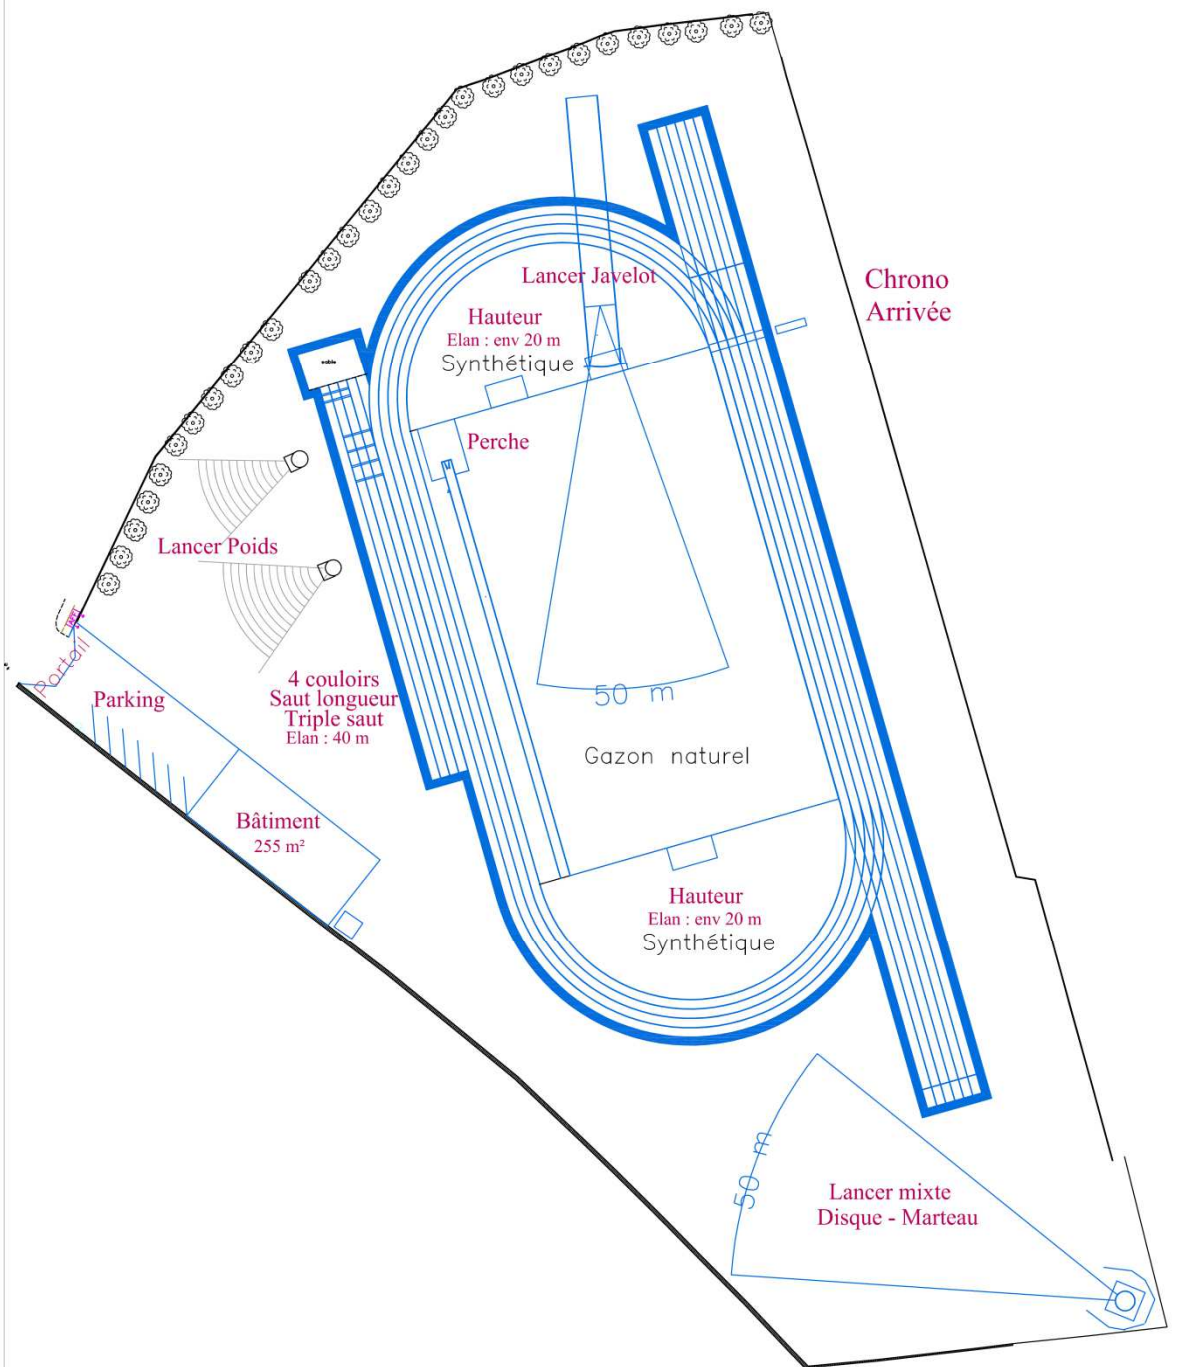 Chrono
Arrivée
Lancer Javelot
Hauteur
Elan : env 20 m
Synthétique
sable
Perche
Lancer Poids
Portail
Parking
4 couloirs
Saut longueur
Triple saut
Elan : 40 m
50 m
Gazon naturel
Bâtiment
255 m²
Hauteur
Elan : env 20 m
Synthétique
50 m
Lancer mixte
Disque - Marteau